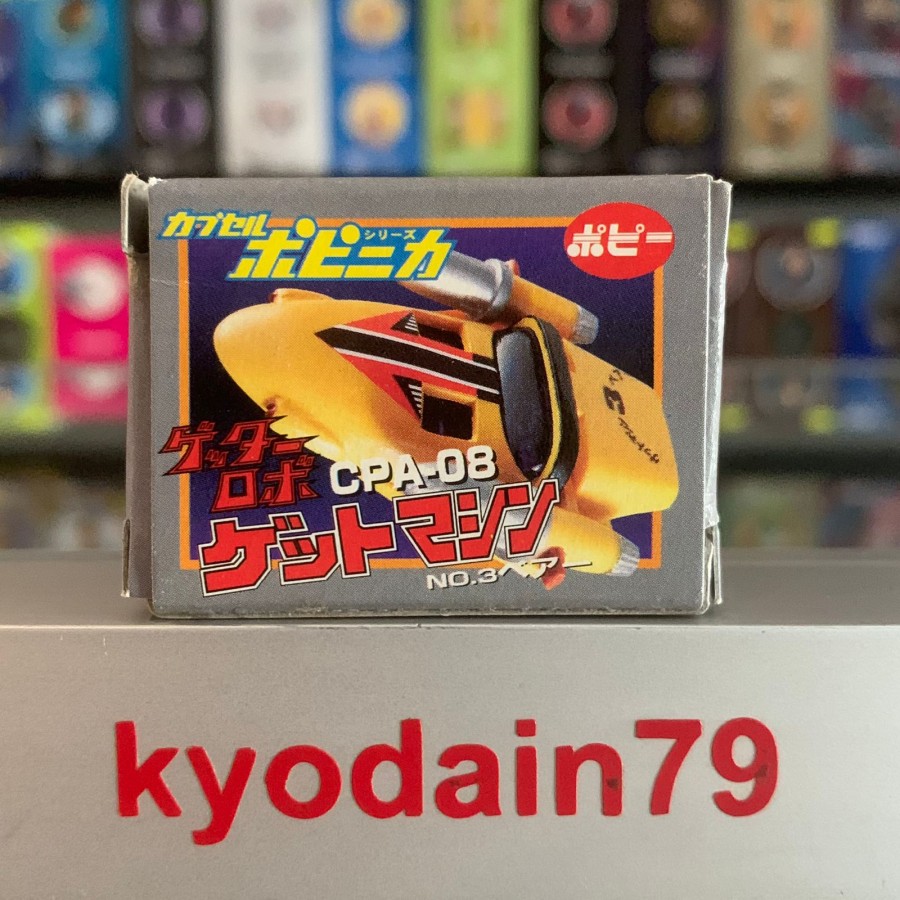 カプセル
ポピニカ
シリーズ
ポピー
ゲッター
ロボ
CPA-08
ゲットマシン
NO.3ベアー
kyodain79